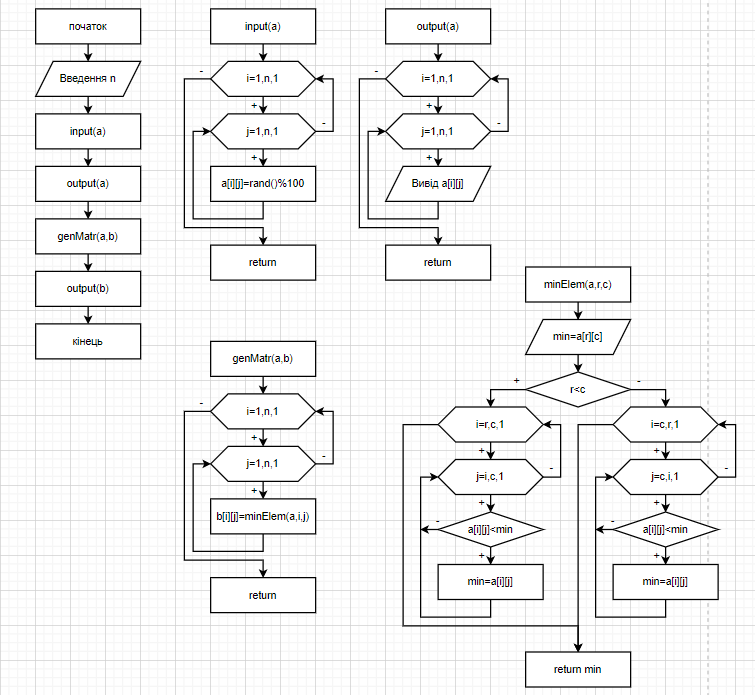 початок
Введення n
input(a)
output(a)
genMatr(a,b)
output(b)
кінець
input(a)
i=1,n,1
-
+
j=1,n,1
-
+
a[i][j]=rand()%100
return
output(a)
i=1,n,1
-
+
j=1,n,1
-
+
Вивід a[i][j]
return
genMatr(a,b)
i=1,n,1
-
+
j=1,n,1
-
+
b[i][j]=minElem(a,i,j)
return
minElem(a,r,c)
min=a[r][c]
r<c
+
-
i=r,c,1
+
j=i,c,1
-
+
a[i][j]<min
-
+
min=a[i][j]
i=c,r,1
+
j=c,i,1
-
+
a[i][j]<min
-
+
min=a[i][j]
return min